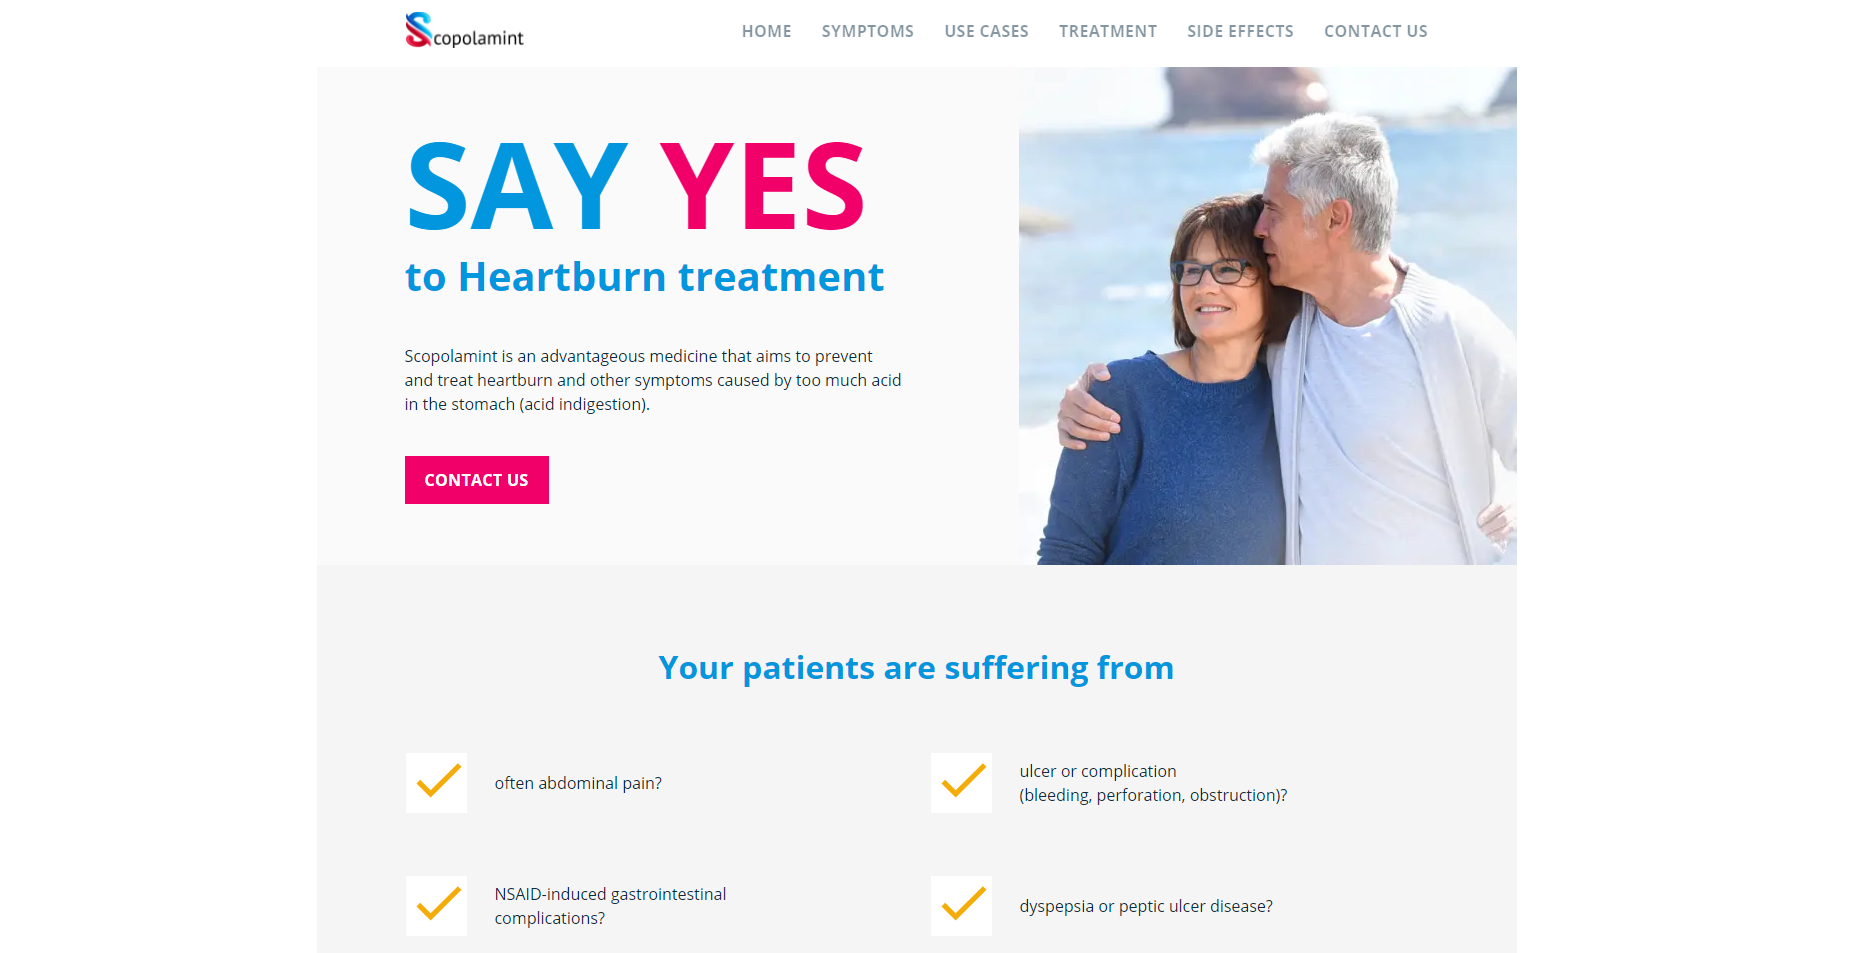 Scopolamint
HOME SYMPTOMS USE CASES TREATMENT SIDE EFFECTS CONTACT US
SAY YES
to Heartburn treatment
Scopolamint is an advantageous medicine that aims to prevent
and treat heartburn and other symptoms caused by too much acid
in the stomach (acid indigestion).
CONTACT US
Your patients are suffering from
often abdominal pain?
ulcer or complication
(bleeding, perforation, obstruction)?
NSAID-induced gastrointestinal
complications?
dyspepsia or peptic ulcer disease?